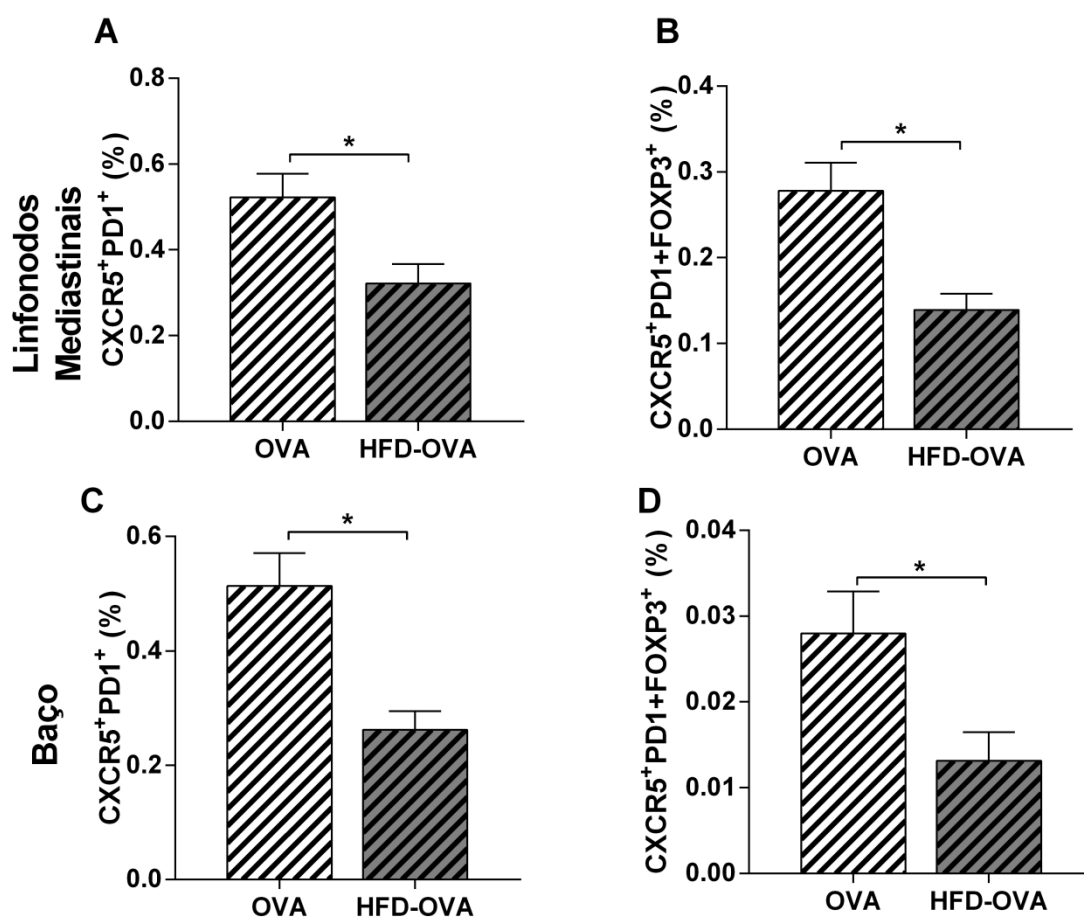 A
Linfonodos
Mediastinais
CXCR5⁺PD1⁺ (%)
0.8
0.6
0.4
0.2
0.0
*
OVA
HFD-OVA
B
CXCR5⁺PD1+FOXP3⁺ (%)
0.4
0.3
0.2
0.1
0.0
*
OVA
HFD-OVA
C
Baço
CXCR5⁺PD1⁺ (%)
0.6
0.4
0.2
0.0
*
OVA
HFD-OVA
D
CXCR5⁺PD1+FOXP3⁺ (%)
0.04
0.03
0.02
0.01
0.00
*
OVA
HFD-OVA